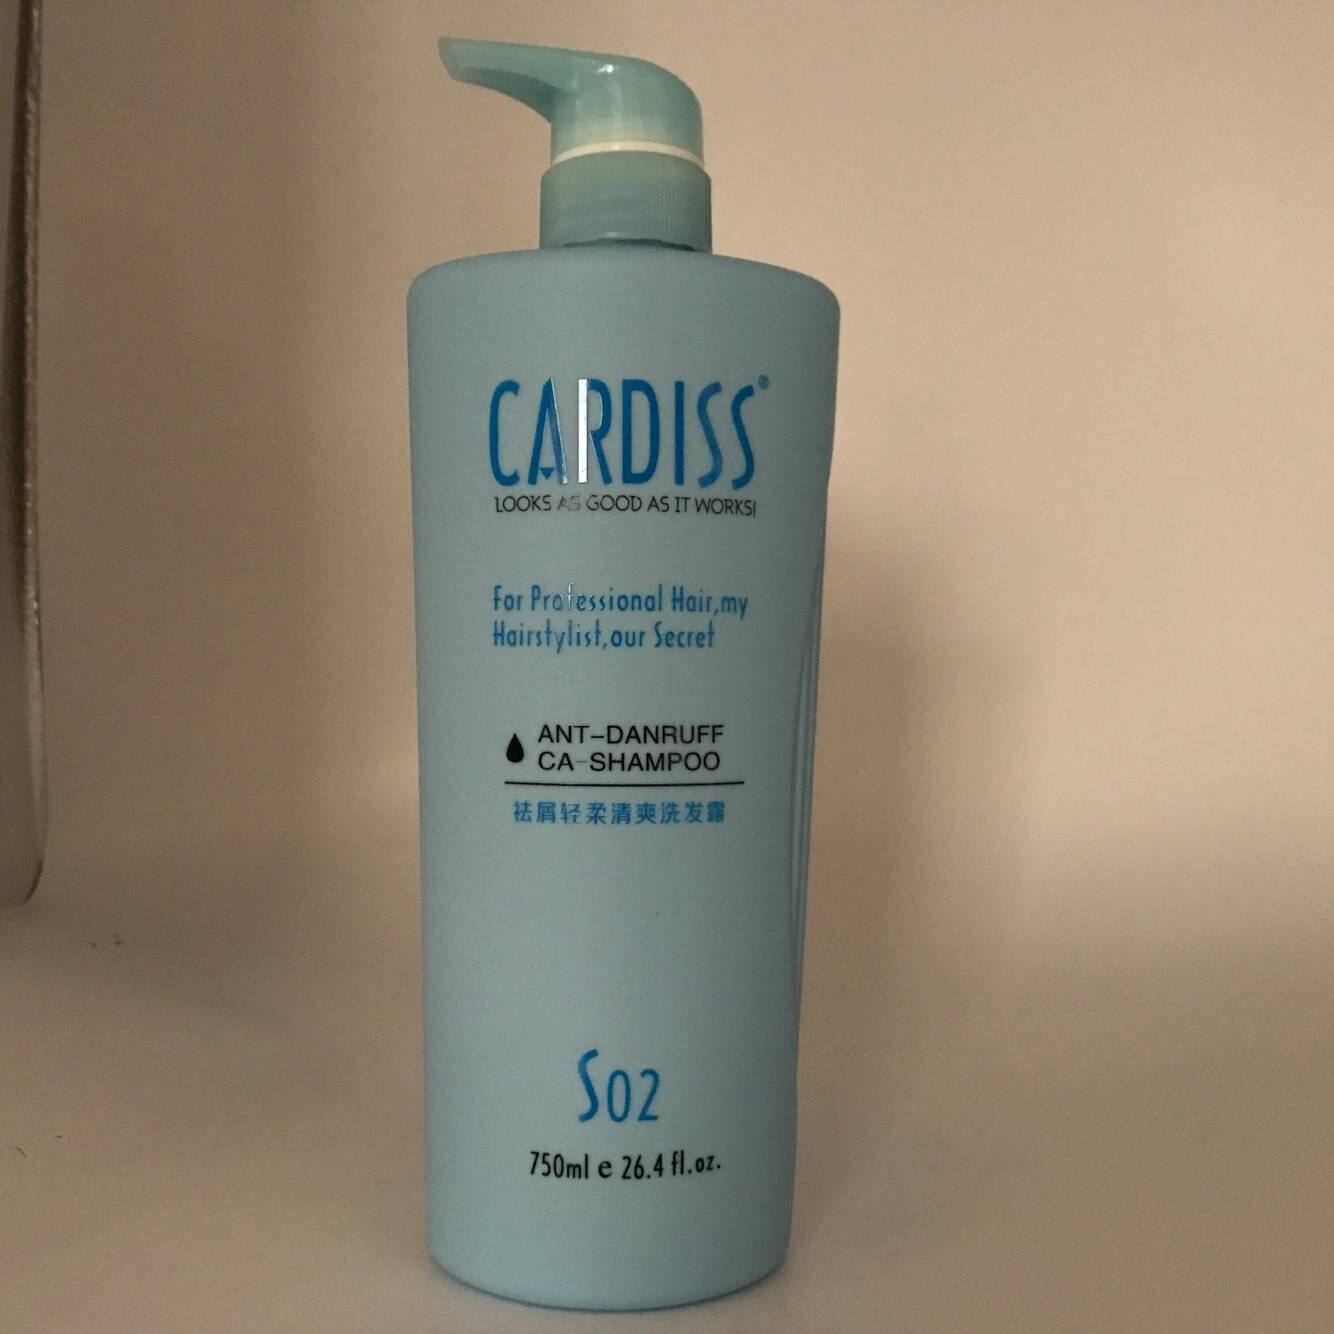 CARDISS®
LOOKS AS GOOD AS IT WORKS!
For Professional Hair,my
Hairstylist,our Secret
ANT-DANRUFF
CA-SHAMPOO
祛屑轻柔清爽洗发露
S02
750ml e 26.4 fl.oz.